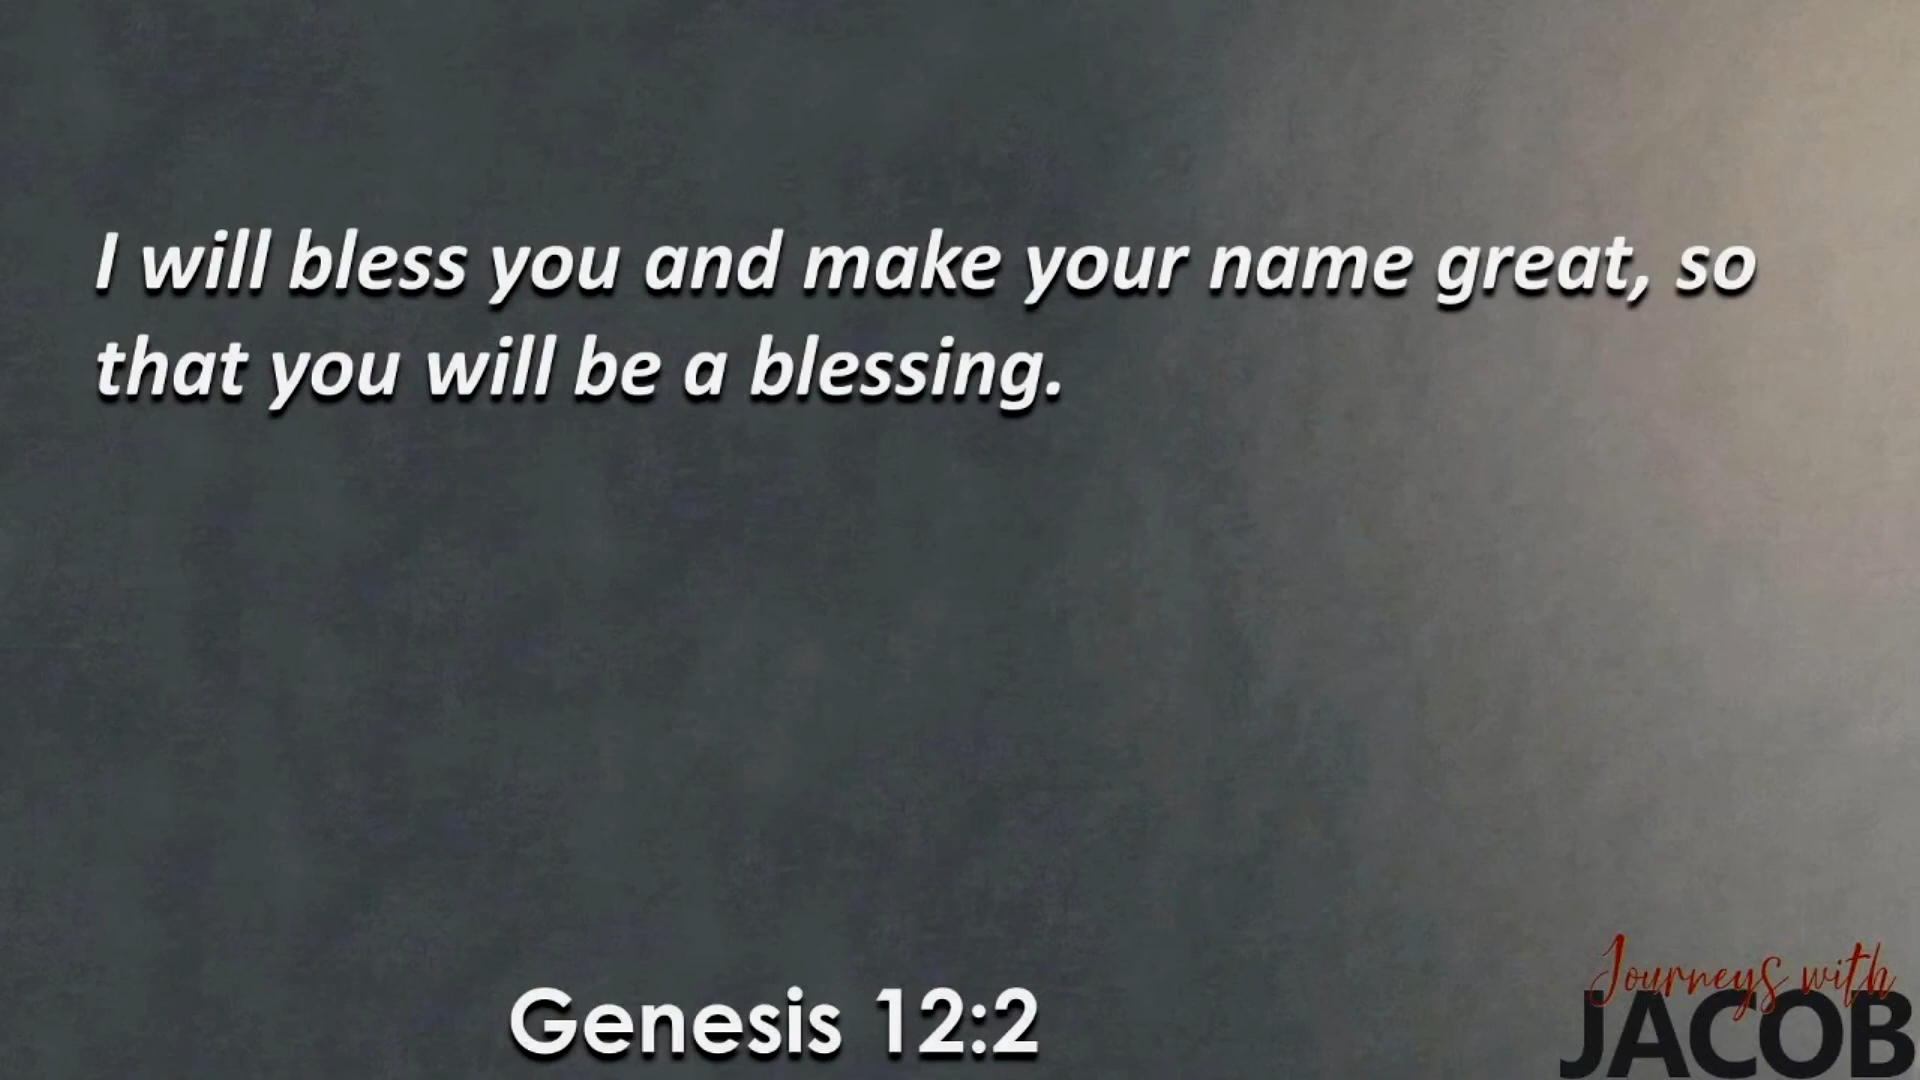 I will bless you and make your name great, so
that you will be a blessing.
Genesis 12:2
Journeys with
JACOB